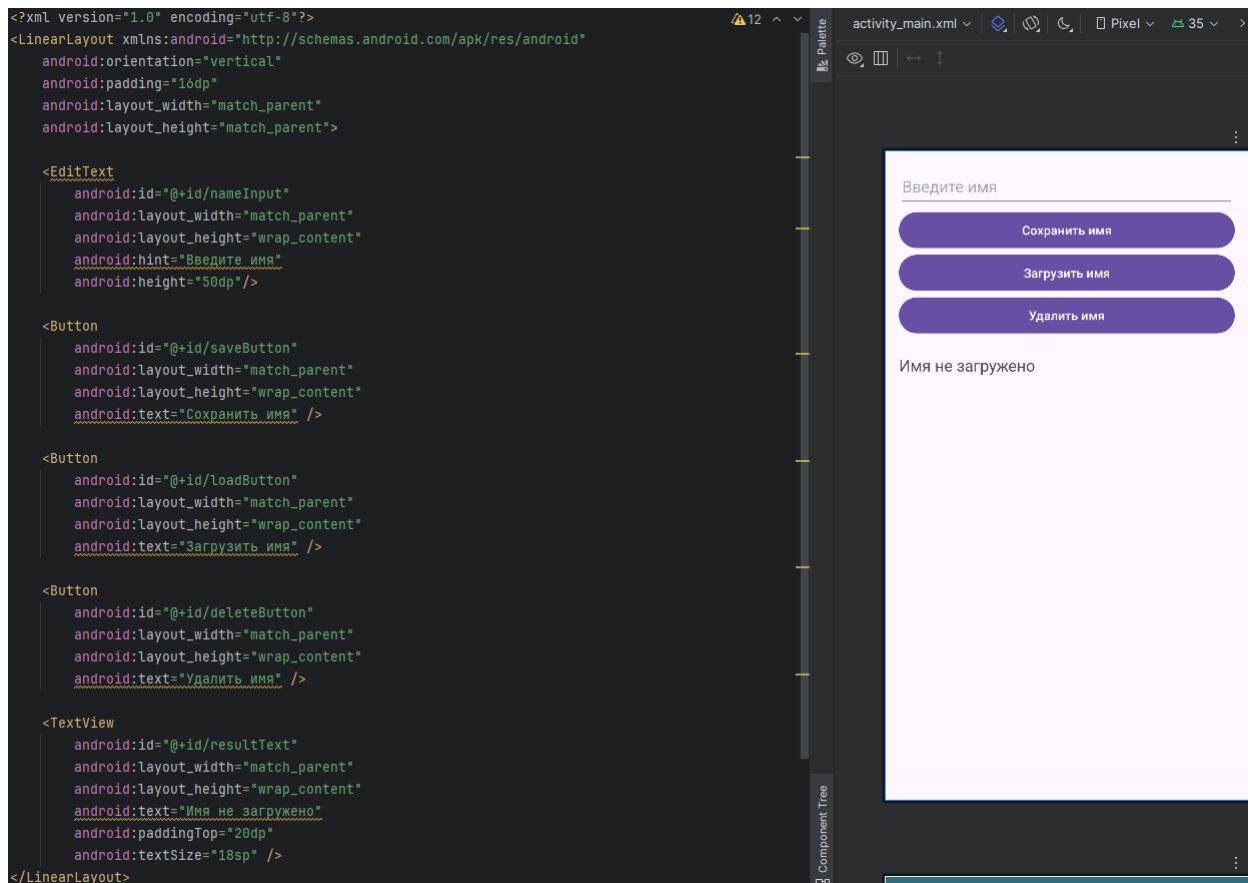 <?xml version="1.0" encoding="utf-8"?>
<LinearLayout xmlns:android="http://schemas.android.com/apk/res/android"
    android:orientation="vertical"
    android:padding="16dp"
    android:layout_width="match_parent"
    android:layout_height="match_parent">
    <EditText
        android:id="@+id/nameInput"
        android:layout_width="match_parent"
        android:layout_height="wrap_content"
        android:hint="Введите имя"
        android:height="50dp"/>
    <Button
        android:id="@+id/saveButton"
        android:layout_width="match_parent"
        android:layout_height="wrap_content"
        android:text="Сохранить имя" />
    <Button
        android:id="@+id/loadButton"
        android:layout_width="match_parent"
        android:layout_height="wrap_content"
        android:text="Загрузить имя" />
    <Button
        android:id="@+id/deleteButton"
        android:layout_width="match_parent"
        android:layout_height="wrap_content"
        android:text="Удалить имя" />
    <TextView
        android:id="@+id/resultText"
        android:layout_width="match_parent"
        android:layout_height="wrap_content"
        android:text="Имя не загружено"
        android:paddingTop="20dp"
        android:textSize="18sp" />
</LinearLayout>
12
Palette
Component Tree
activity_main.xml Pixel 35
Введите имя
Сохранить имя
Загрузить имя
Удалить имя
Имя не загружено